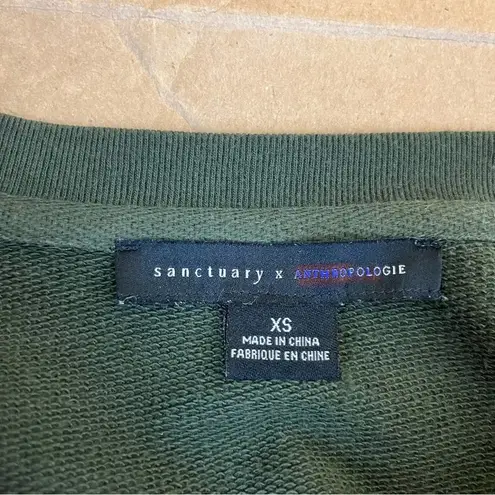 sanctuary x ANTHROPOLOGIE
XS
MADE IN CHINA
FABRIQUE EN CHINE